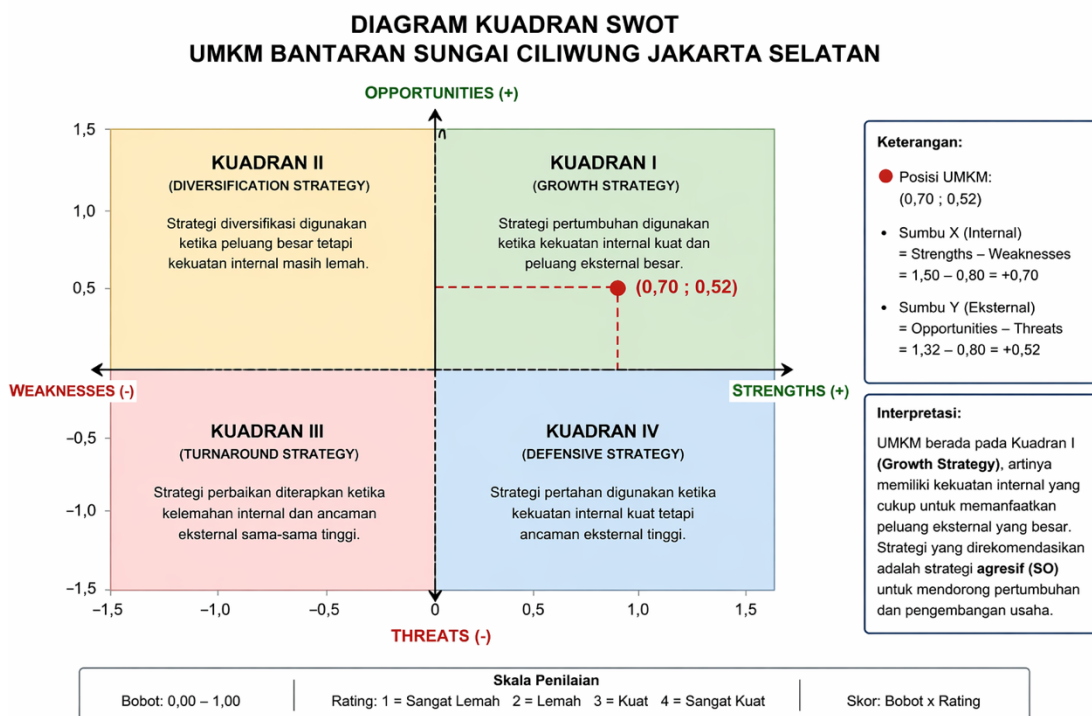 DIAGRAM KUADRAN SWOT
UMKM BANTARAN SUNGAI CILIWUNG JAKARTA SELATAN
OPPORTUNITIES (+)
1,5
1,0
0,5
−0,5
−1,0
−1,5
KUADRAN II
(DIVERSIFICATION STRATEGY)
Strategi diversifikasi digunakan
ketika peluang besar tetapi
kekuatan internal masih lemah.
KUADRAN I
(GROWTH STRATEGY)
Strategi pertumbuhan digunakan
ketika kekuatan internal kuat dan
peluang eksternal besar.
(0,70 ; 0,52)
WEAKNESSES (-)
STRENGTHS (+)
KUADRAN III
(TURNAROUND STRATEGY)
Strategi perbaikan diterapkan ketika
kelemahan internal dan ancaman
eksternal sama-sama tinggi.
KUADRAN IV
(DEFENSIVE STRATEGY)
Strategi pertahan digunakan ketika
kekuatan internal kuat tetapi
ancaman eksternal tinggi.
−1,5
−1,0
−0,5
0
0,5
1,0
1,5
THREATS (-)
Keterangan:
Posisi UMKM:
(0,70 ; 0,52)
• Sumbu X (Internal)
= Strengths – Weaknesses
= 1,50 – 0,80 = +0,70
• Sumbu Y (Eksternal)
= Opportunities – Threats
= 1,32 – 0,80 = +0,52
Interpretasi:
UMKM berada pada Kuadran I
(Growth Strategy), artinya
memiliki kekuatan internal yang
cukup untuk memanfaatkan
peluang eksternal yang besar.
Strategi yang direkomendasikan
adalah strategi agresif (SO)
untuk mendorong pertumbuhan
dan pengembangan usaha.
Skala Penilaian
Bobot: 0,00 – 1,00
Rating: 1 = Sangat Lemah 2 = Lemah 3 = Kuat 4 = Sangat Kuat
Skor: Bobot x Rating